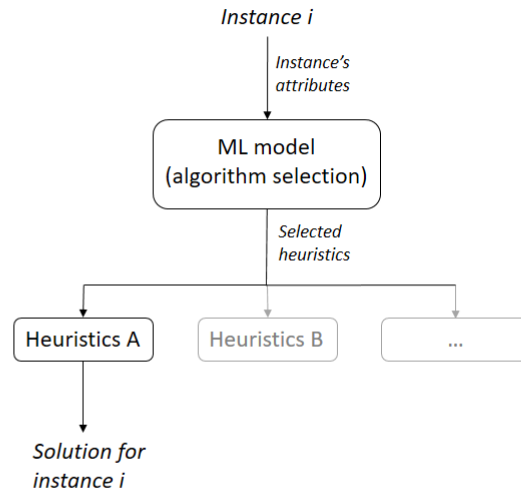 Instance i
Instance's
attributes
ML model
(algorithm selection)
Selected
heuristics
Heuristics A
Heuristics B
...
Solution for
instance i